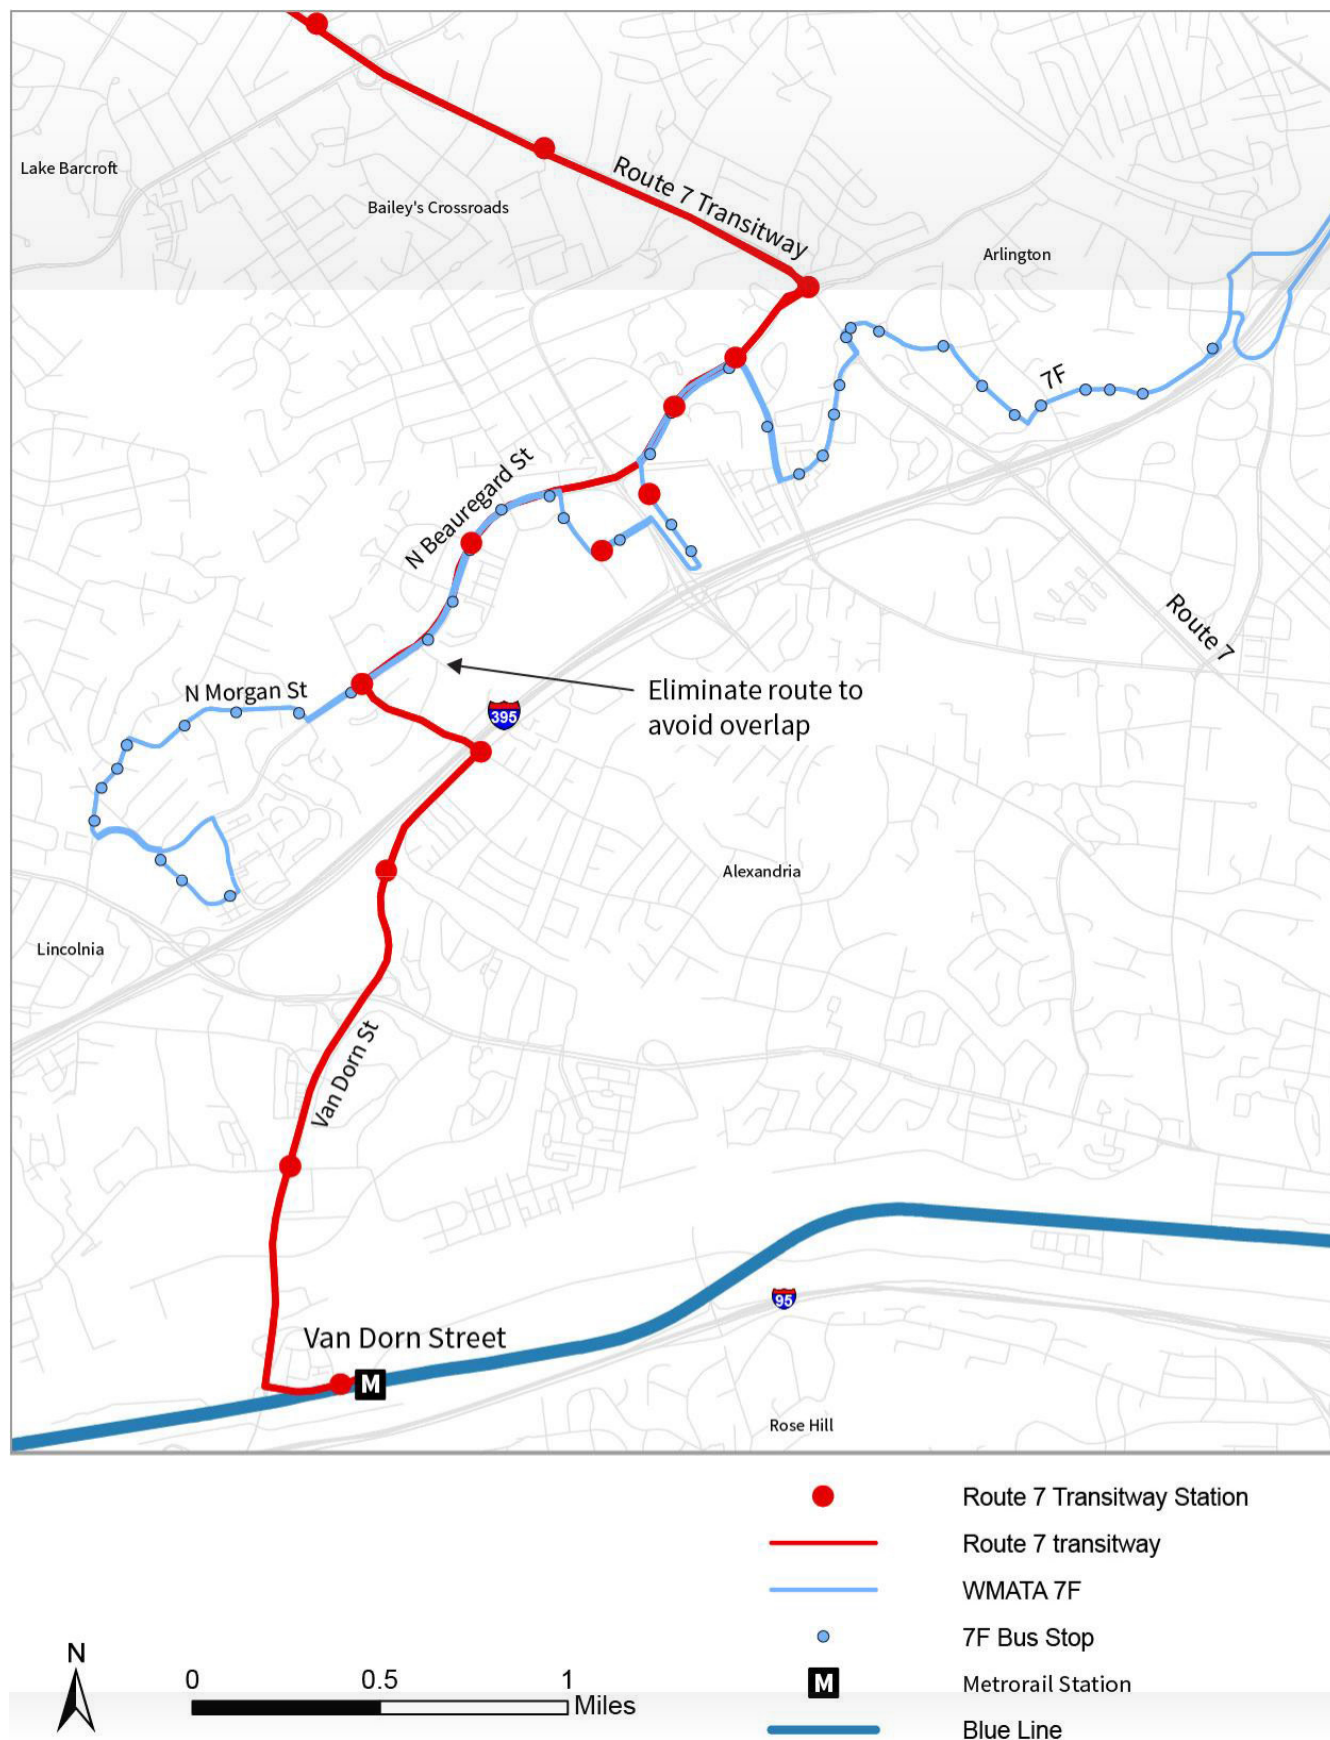 Lake Barcroft
Bailey's Crossroads
Route 7 Transitway
Arlington
7F
N Beauregard St
Route 7
N Morgan St
Eliminate route to
avoid overlap
395
Alexandria
Lincolnia
Van Dorn St
95
Van Dorn Street
M
Rose Hill
Route 7 Transitway Station
Route 7 transitway
WMATA 7F
7F Bus Stop
M Metrorail Station
Blue Line
N
0 0.5 1
Miles